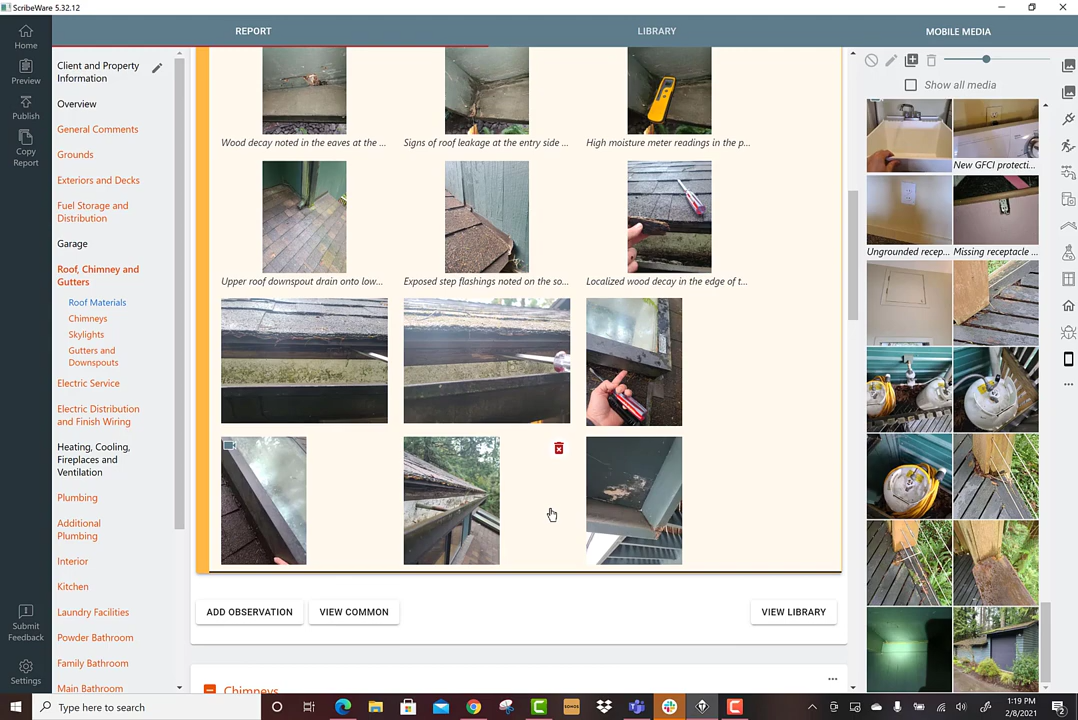 ScribeWare 5.32.12
Home
Preview
Publish
Copy
Report
Submit
Feedback
Settings
REPORT
LIBRARY
MOBILE MEDIA
Client and Property
Information
Overview
General Comments
Grounds
Exteriors and Decks
Fuel Storage and
Distribution
Garage
Roof, Chimney and
Gutters
Roof Materials
Chimneys
Skylights
Gutters and
Downspouts
Electric Service
Electric Distribution
and Finish Wiring
Heating, Cooling,
Fireplaces and
Ventilation
Plumbing
Additional
Plumbing
Interior
Kitchen
Laundry Facilities
Powder Bathroom
Family Bathroom
Main Bathroom
Wood decay noted in the eaves at the ...
Signs of roof leakage at the entry side ...
High moisture meter readings in the p...
Upper roof downspout drain onto low...
Exposed step flashings noted on the so...
Localized wood decay in the edge of t...
ADD OBSERVATION
VIEW COMMON
VIEW LIBRARY
Chimneys
Show all media
New GFCI protecti...
Ungrounded recep...
Missing receptacle ...
Type here to search
SONOS
1:19 PM
2/8/2021
2